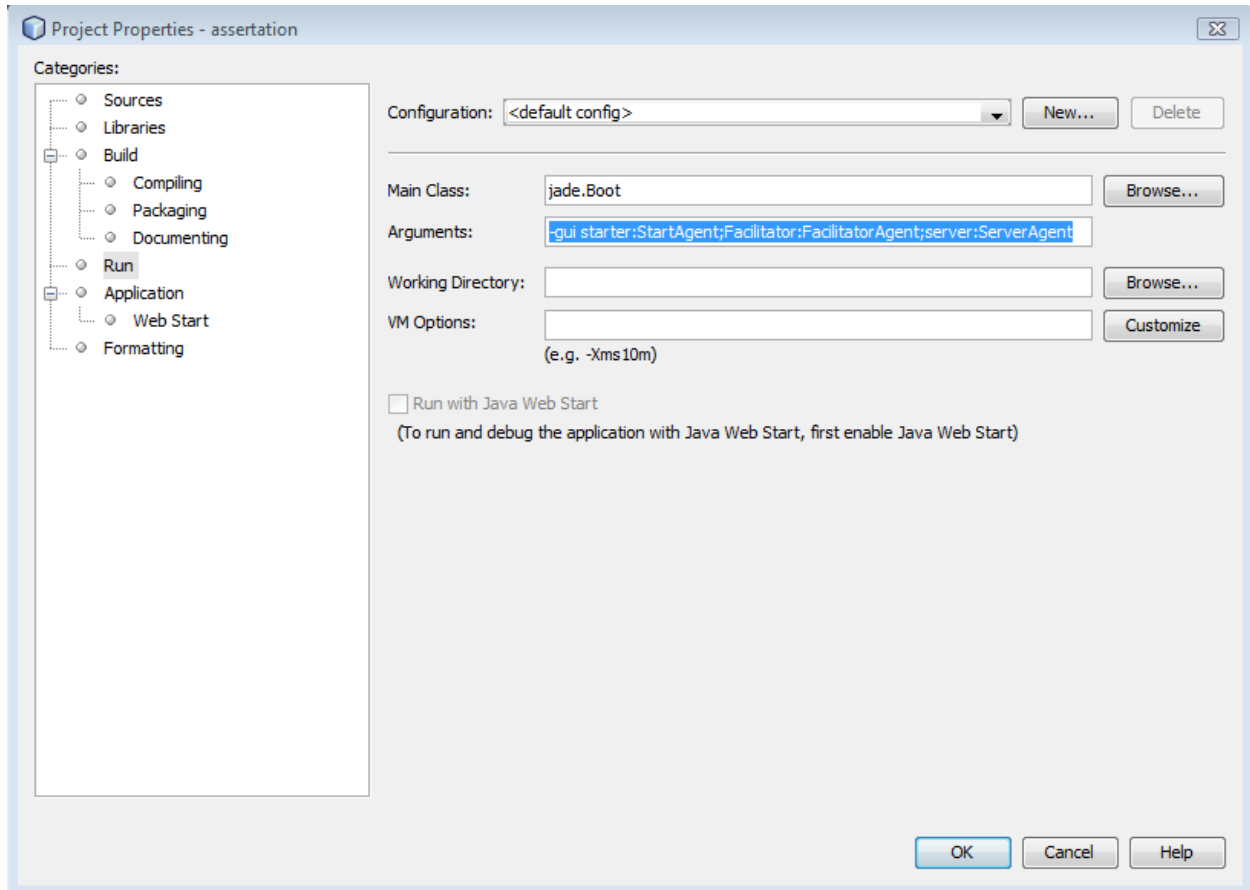 Project Properties - assertation
Categories:
Sources
Libraries
Build
Compiling
Packaging
Documenting
Run
Application
Web Start
Formatting
Configuration: <default config> New... Delete
Main Class: jade.Boot Browse...
Arguments: -gui starter:StartAgent;Facilitator:FacilitatorAgent;server:ServerAgent
Working Directory: Browse...
VM Options: Customize
(e.g. -Xms10m)
Run with Java Web Start
(To run and debug the application with Java Web Start, first enable Java Web Start)
OK Cancel Help